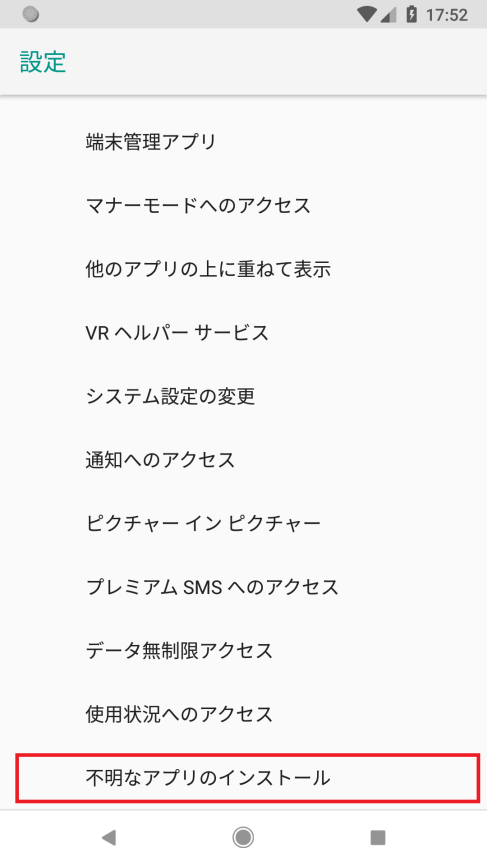 17:52
設定
端末管理アプリ
マナーモードへのアクセス
他のアプリの上に重ねて表示
VR ヘルパー サービス
システム設定の変更
通知へのアクセス
ピクチャー イン ピクチャー
プレミアム SMS へのアクセス
データ無制限アクセス
使用状況へのアクセス
不明なアプリのインストール